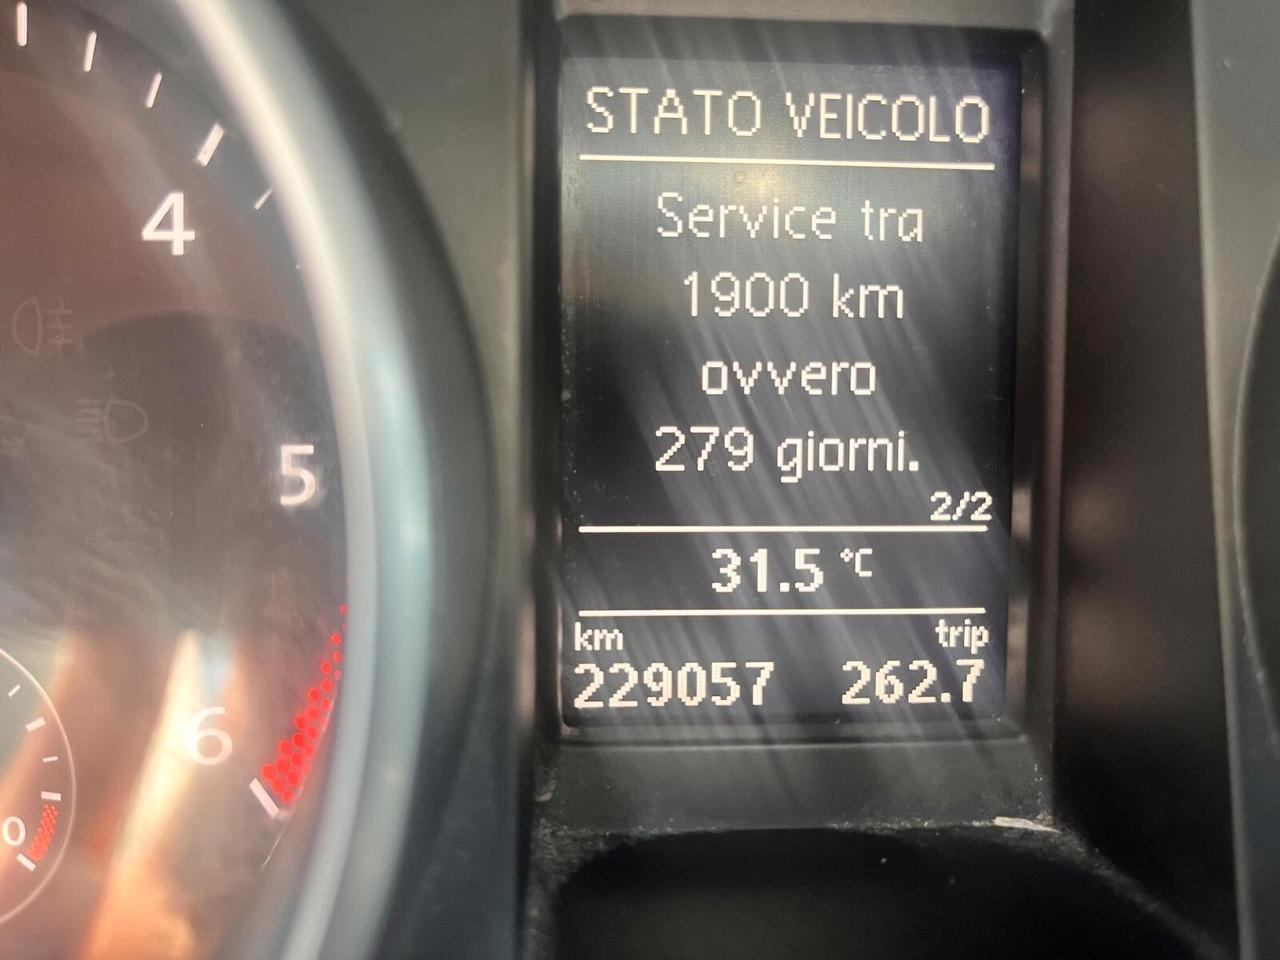 STATO VEICOLO
Service tra
1900 km
ovvero
279 giorni.
2/2
31.5 °C
km trip
229057 262.7
4
5
6
0